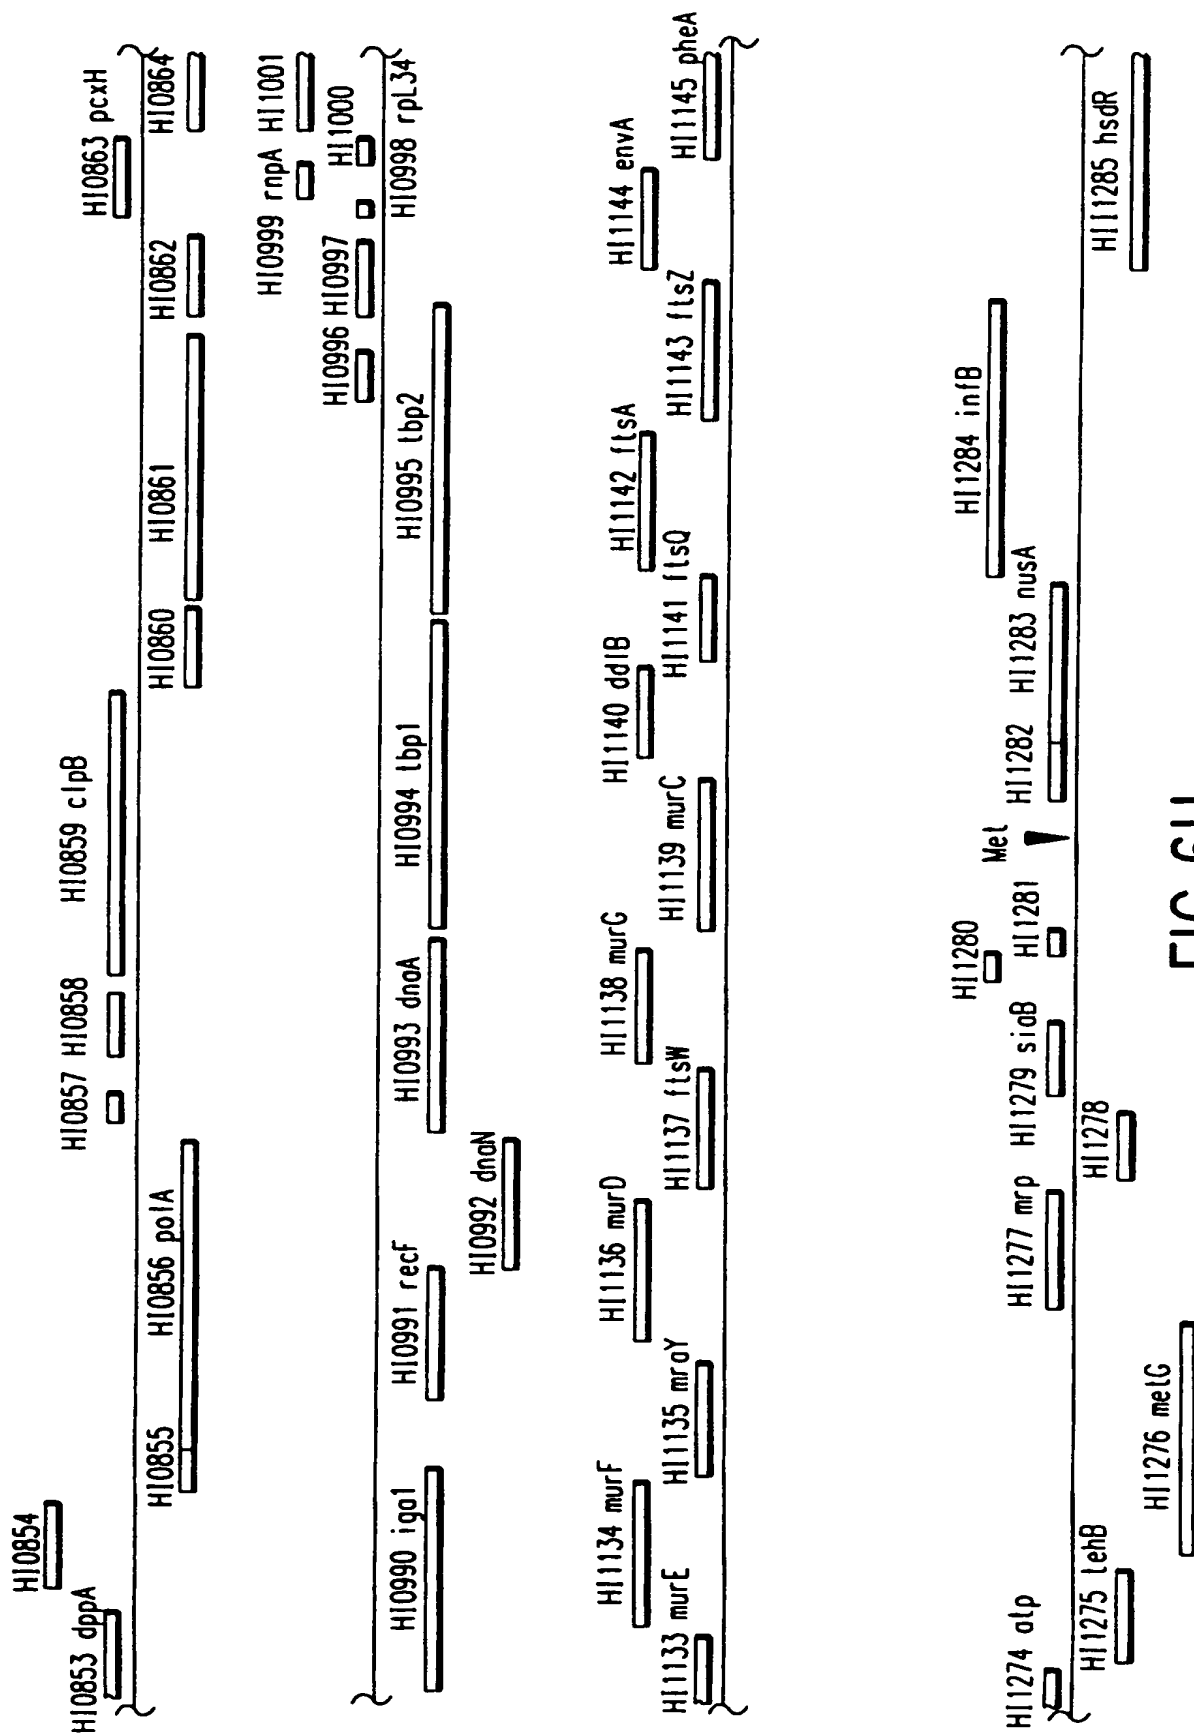 HI0853 dppA
HI0854
HI0855
HI0856 polA
HI0857
HI0858
HI0859 clpB
HI0860
HI0861
HI0862
HI0863 pcxH
HI0864
HI0990 iga1
HI0991 recF
HI0992 dnaN
HI0993 dnaA
HI0994 tbp1
HI0995 tbp2
HI0996
HI0997
HI0998 rpL34
HI0999 rnpA
HI1000
HI1001
HI1133 murE
HI1134 murF
HI1135 mraY
HI1136 murD
HI1137 ftsW
HI1138 murG
HI1139 murC
HI1140 ddlB
HI1141 ftsQ
HI1142 ftsA
HI1143 ftsZ
HI1144 envA
HI1145 pheA
HI1274 atp
HI1275 tehB
HI1276 metG
HI1277 mrp
HI1278
HI1279 siaB
HI1280
HI1281
Met
HI1282
HI1283 nusA
HI1284 infB
HI1285 hsdR